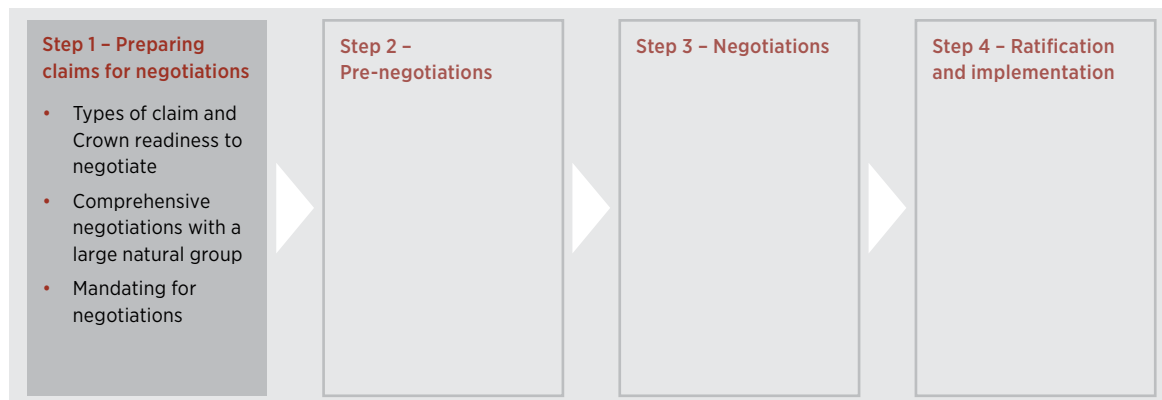 Step 1 – Preparing
claims for negotiations
• Types of claim and
Crown readiness to
negotiate
• Comprehensive
negotiations with a
large natural group
• Mandating for
negotiations
Step 2 –
Pre-negotiations
Step 3 – Negotiations
Step 4 – Ratification
and implementation